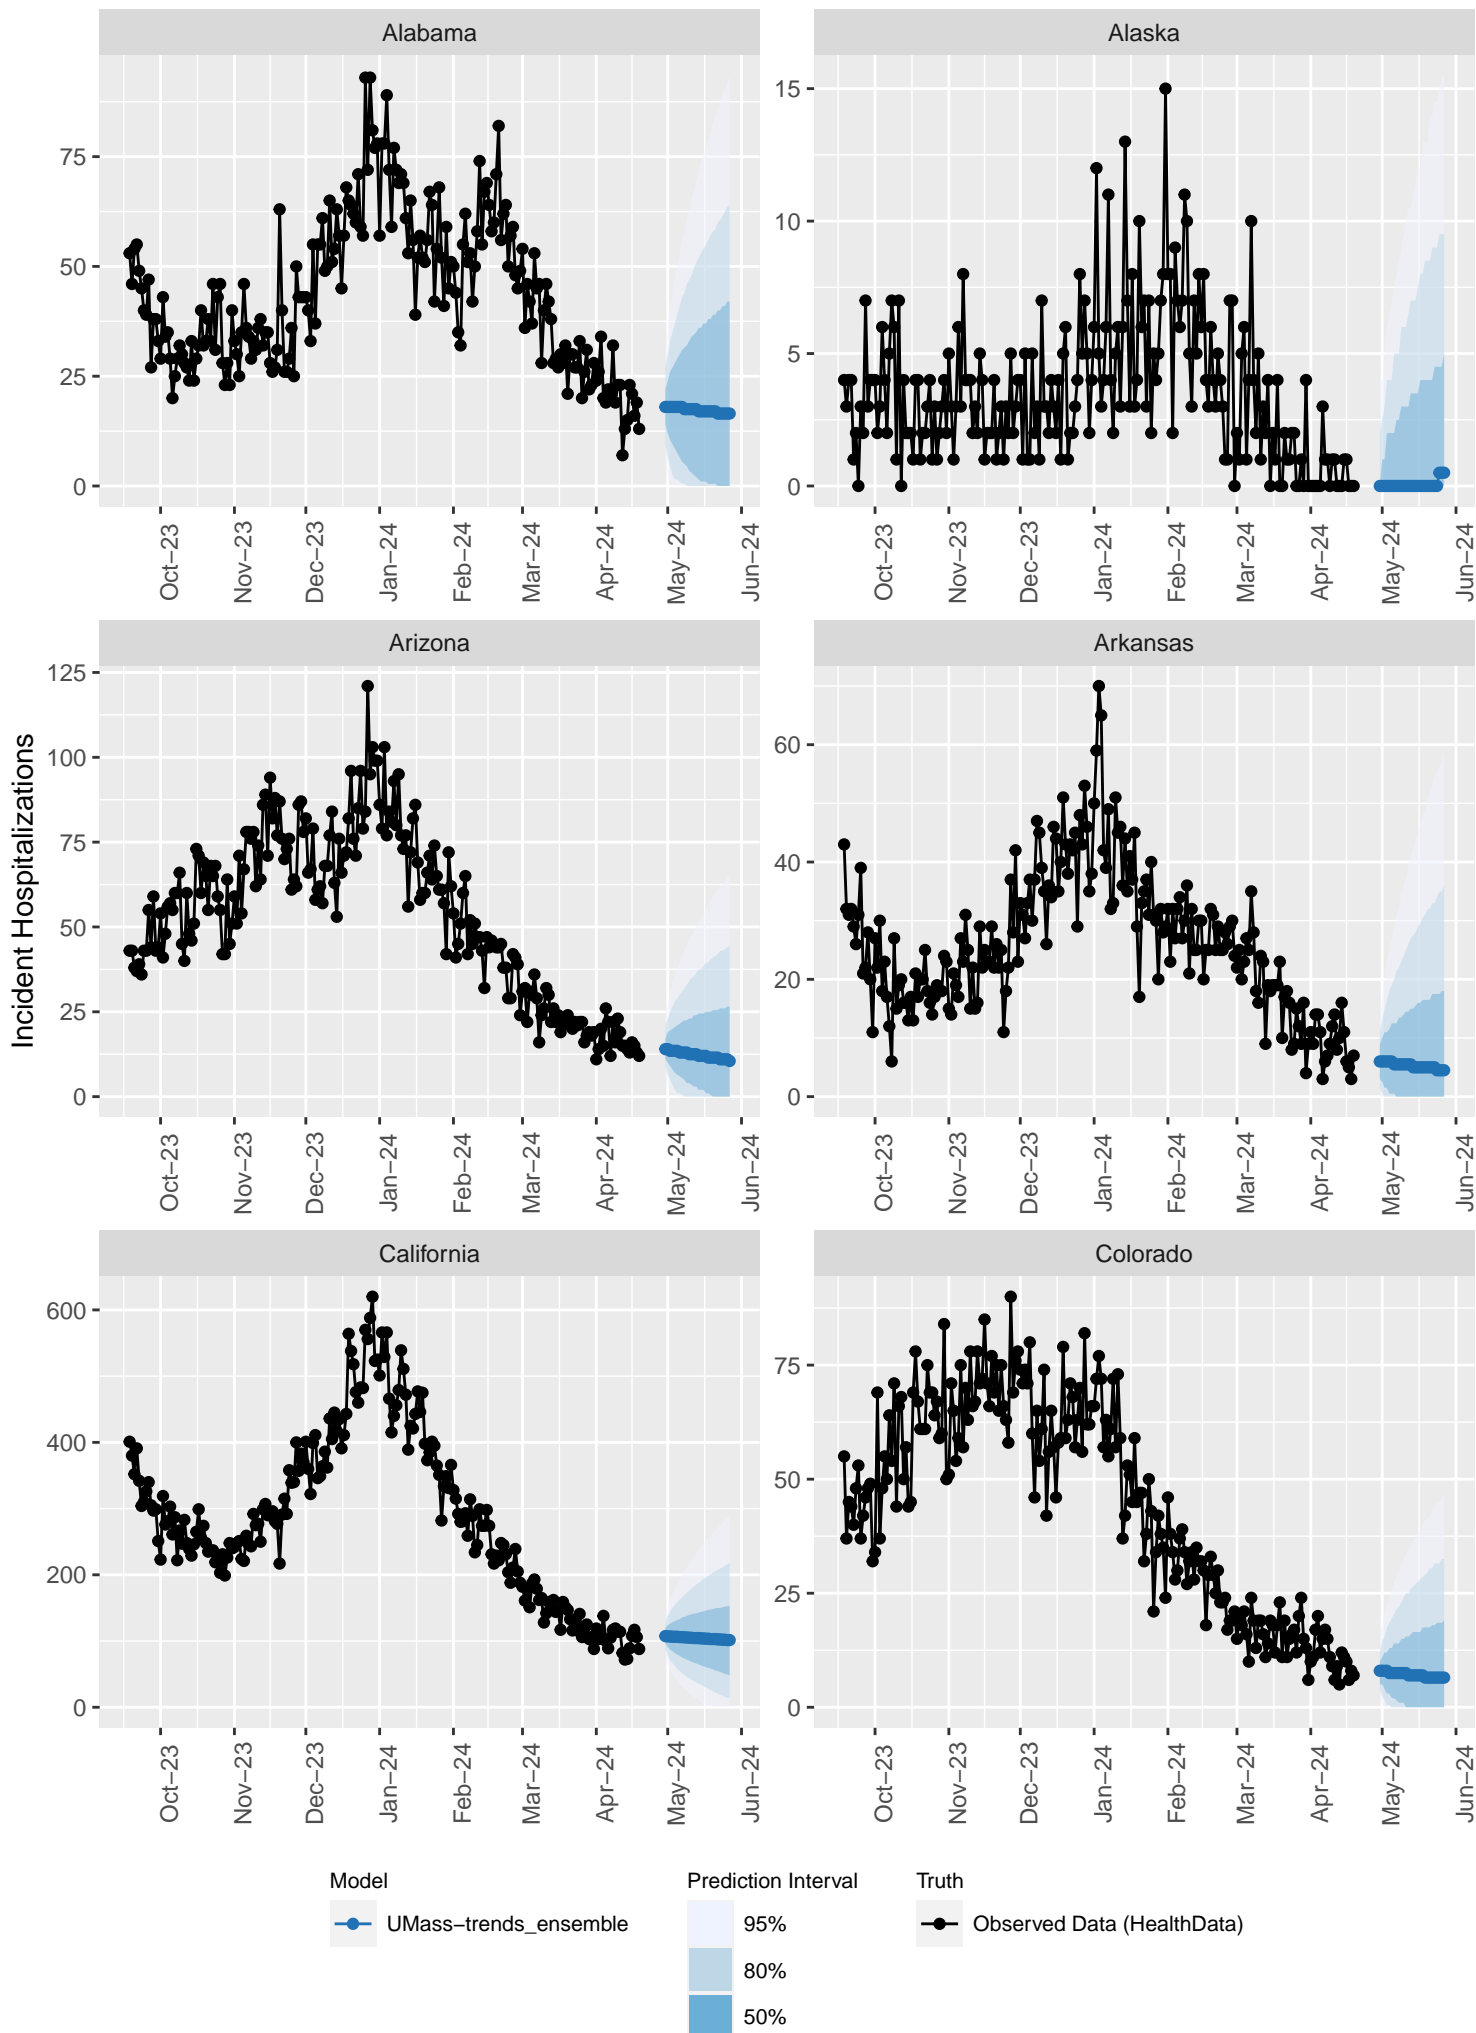 Alabama
Alaska
75
50
25
0
15
10
5
0
Oct−23
Nov−23
Dec−23
Jan−24
Feb−24
Mar−24
Apr−24
May−24
Jun−24
Oct−23
Nov−23
Dec−23
Jan−24
Feb−24
Mar−24
Apr−24
May−24
Jun−24
Incident Hospitalizations
Arizona
Arkansas
125
100
75
50
25
0
60
40
20
0
Oct−23
Nov−23
Dec−23
Jan−24
Feb−24
Mar−24
Apr−24
May−24
Jun−24
Oct−23
Nov−23
Dec−23
Jan−24
Feb−24
Mar−24
Apr−24
May−24
Jun−24
California
Colorado
600
400
200
0
75
50
25
0
Oct−23
Nov−23
Dec−23
Jan−24
Feb−24
Mar−24
Apr−24
May−24
Jun−24
Oct−23
Nov−23
Dec−23
Jan−24
Feb−24
Mar−24
Apr−24
May−24
Jun−24
Model
UMass−trends_ensemble
Prediction Interval
95%
80%
50%
Truth
Observed Data (HealthData)